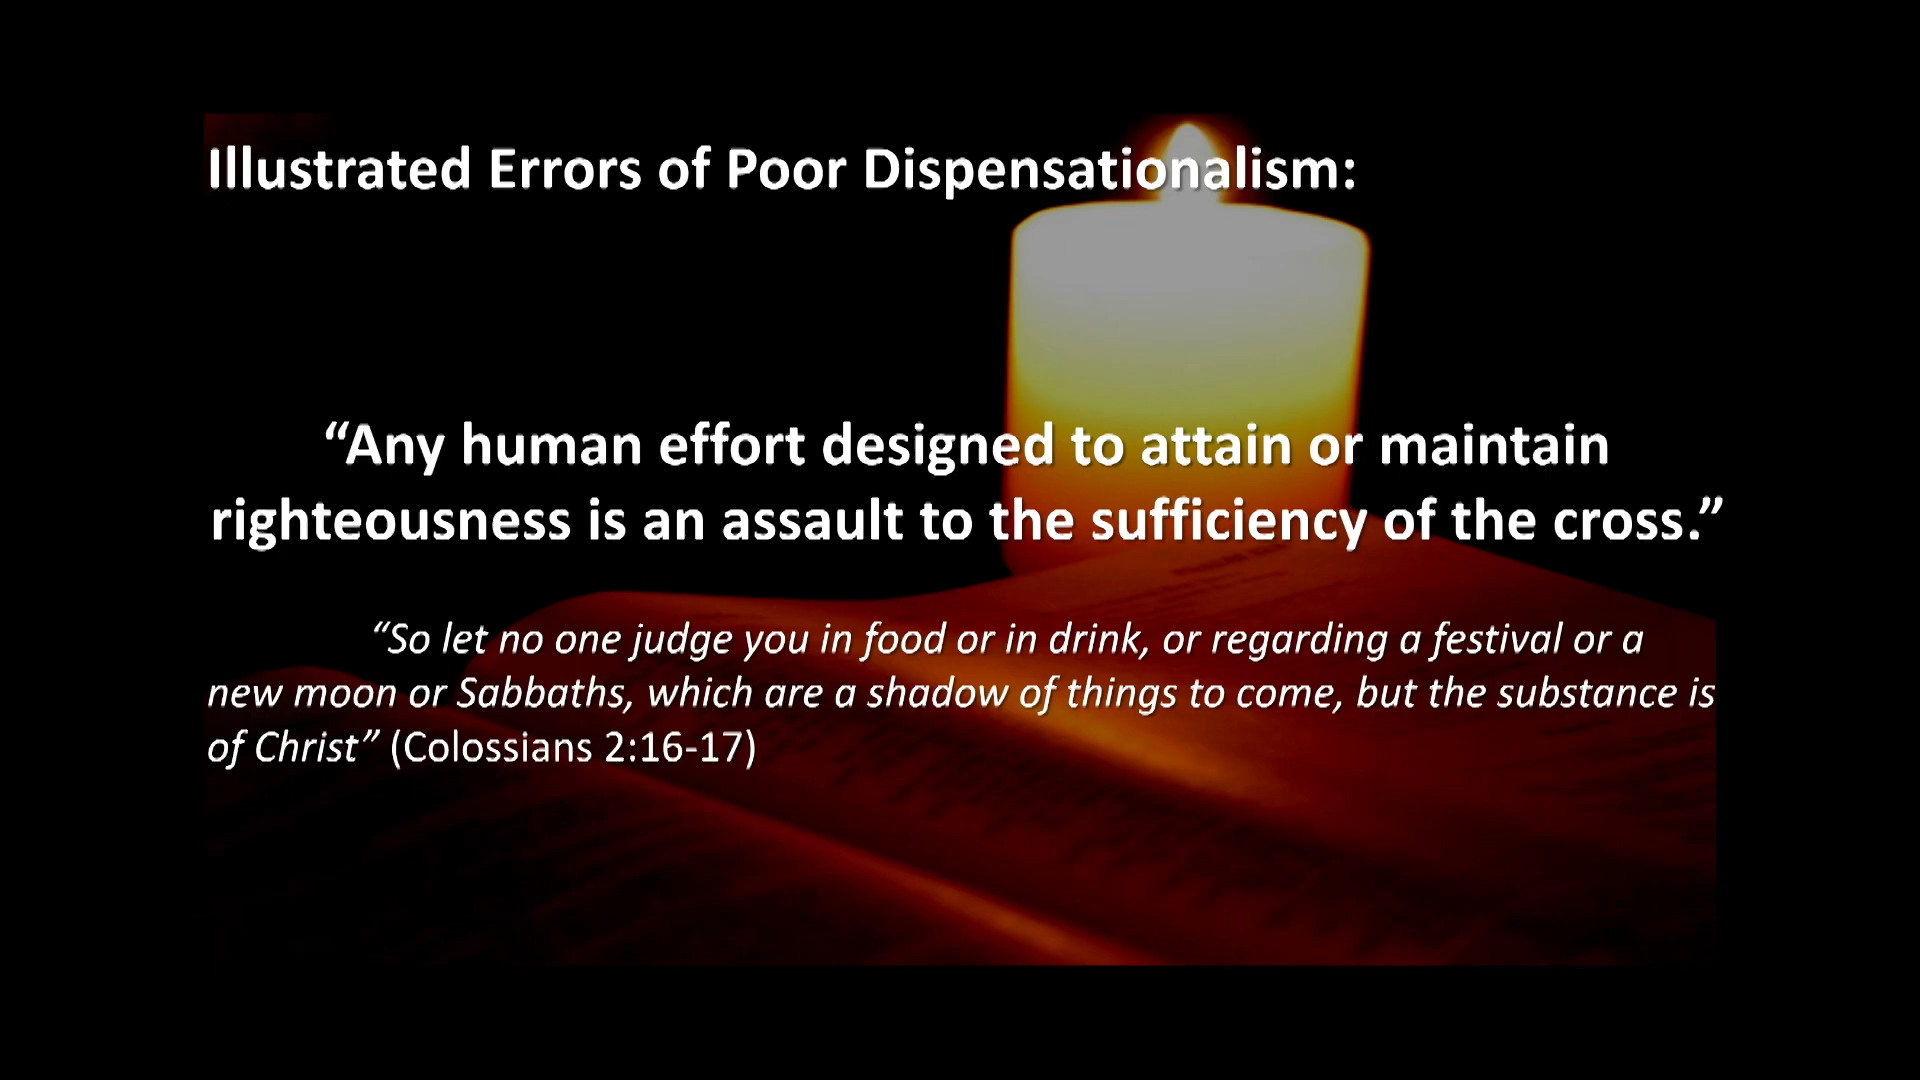 Illustrated Errors of Poor Dispensationalism:
“Any human effort designed to attain or maintain
righteousness is an assault to the sufficiency of the cross.”
“So let no one judge you in food or in drink, or regarding a festival or a
new moon or Sabbaths, which are a shadow of things to come, but the substance is
of Christ” (Colossians 2:16-17)